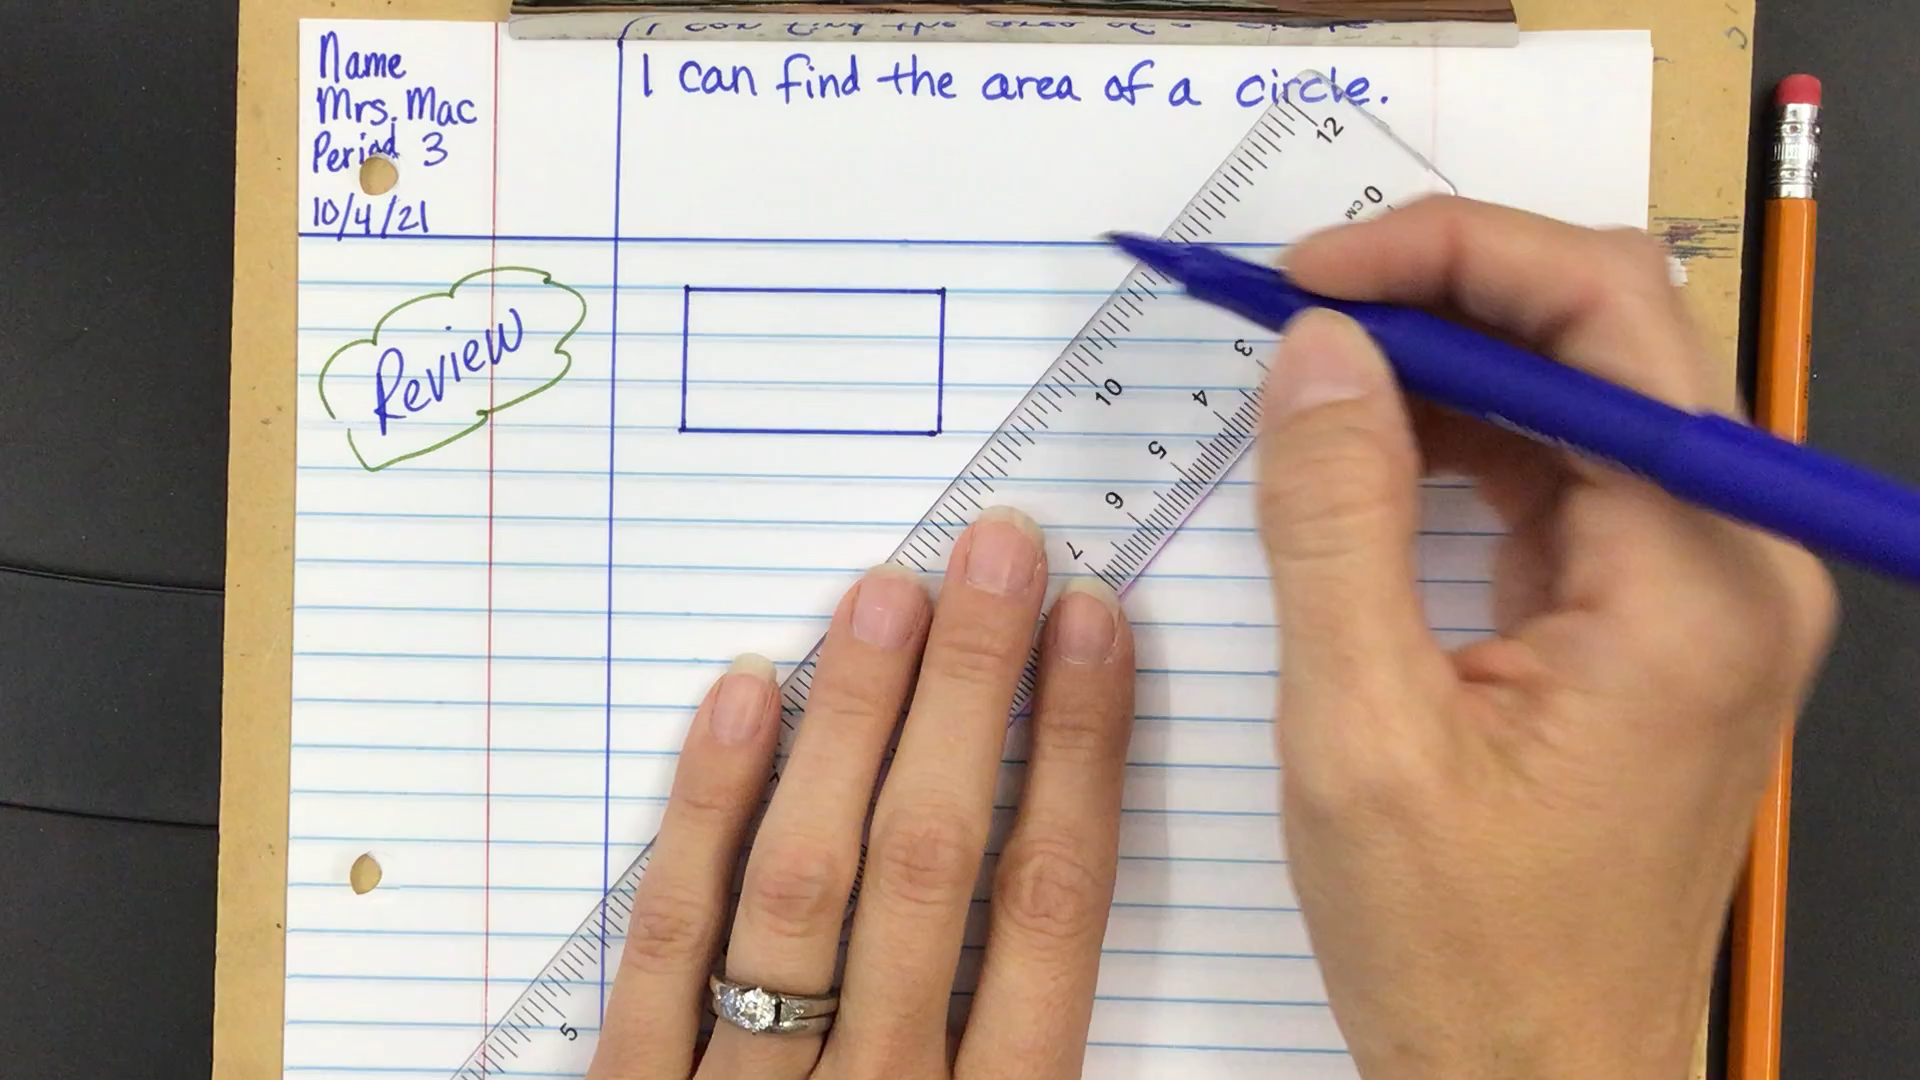 Name
Mrs. Mac
Period 3
10/4/21
I can find the area of a circle.
Review
12
0
CM
3
4
5
6
7
10
5